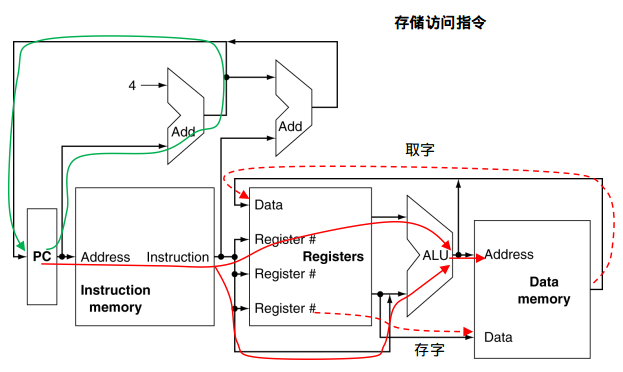 存储访问指令
4
Add
Add
取字
Data
Register #
Registers
PC
Address
Instruction
ALU
Address
Register #
Instruction
memory
Data
memory
Register #
Data
存字